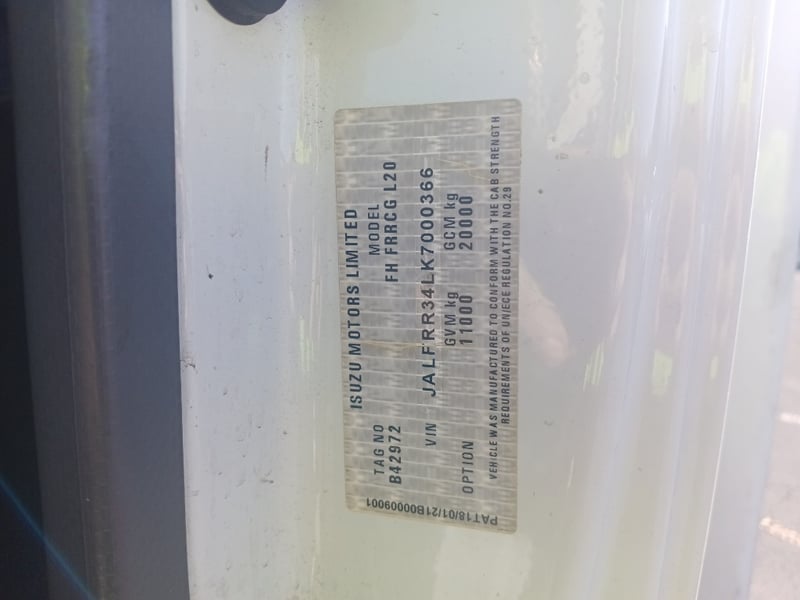 ISUZU MOTORS LIMITED
TAG NO MODEL
B42972 FH FRRCG L20
VIN JALFRR34LK7000366
GVM kg GCM kg
OPTION 11000 20000
VEHICLE WAS MANUFACTURED TO CONFORM WITH THE CAB STRENGTH
REQUIREMENTS OF UN/ECE REGULATION NO.29
PAT18/01/21B00009001